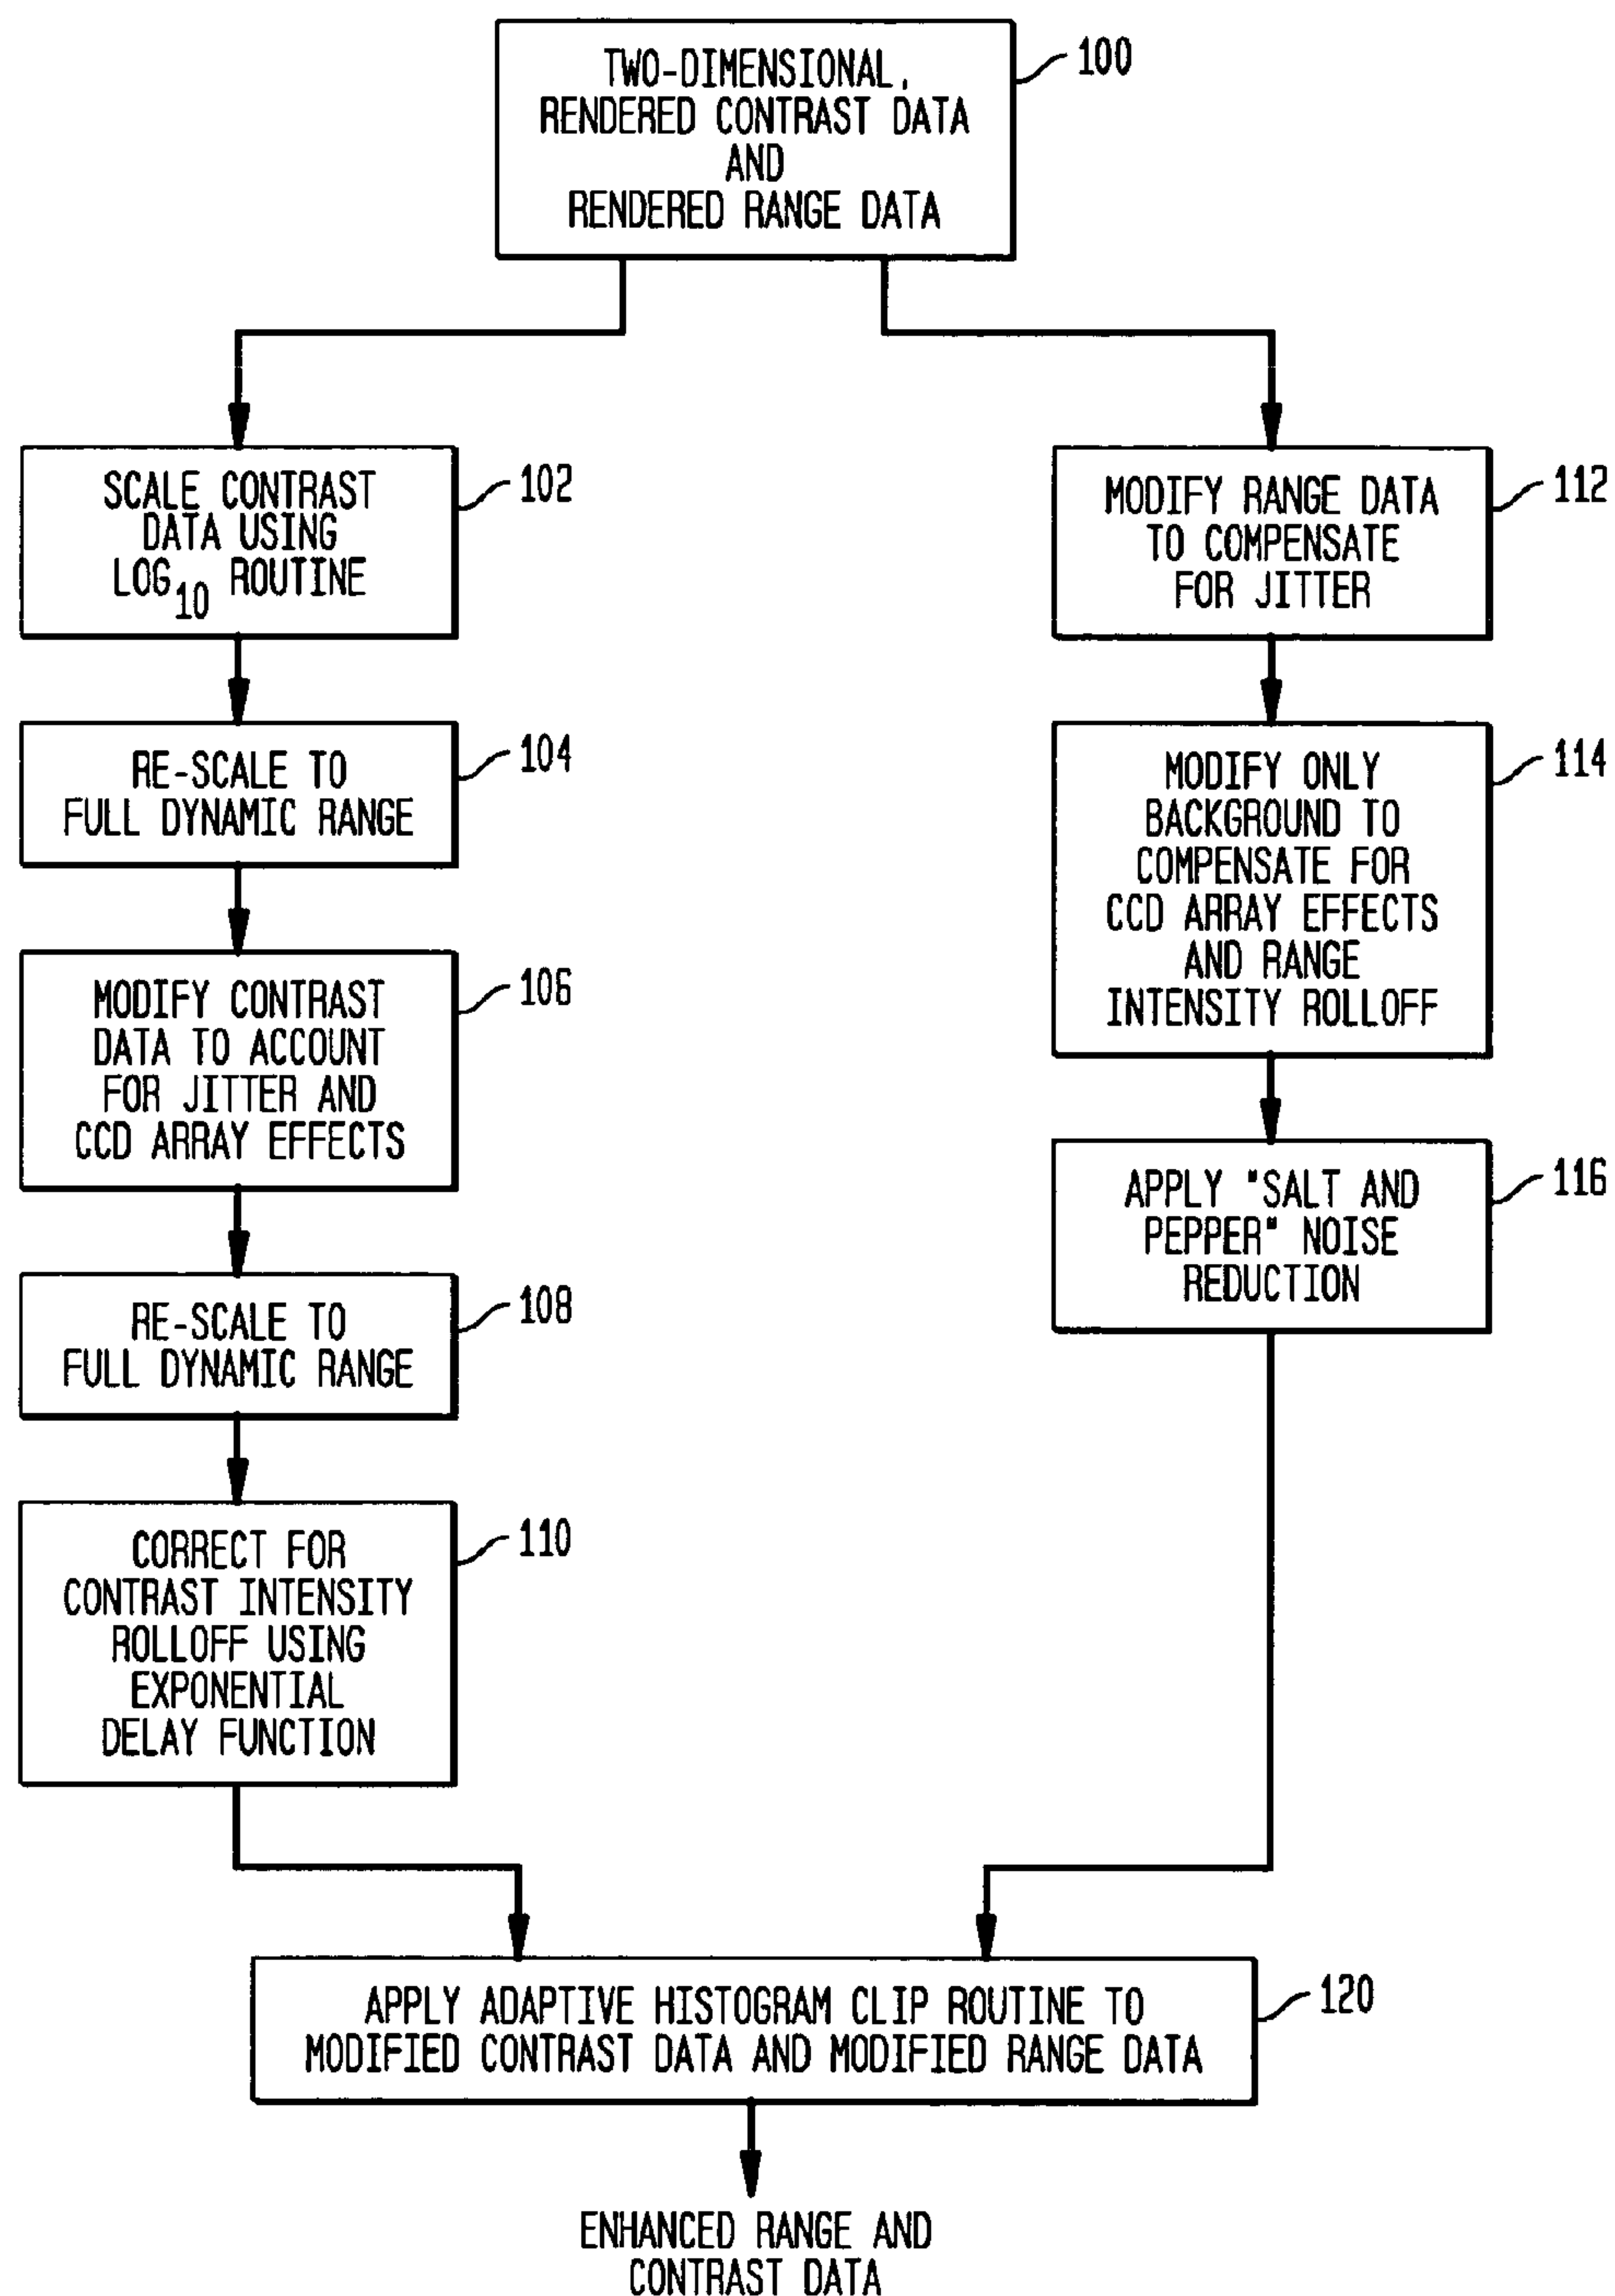 TWO-DIMENSIONAL,
RENDERED CONTRAST DATA
AND
RENDERED RANGE DATA
100
SCALE CONTRAST
DATA USING
LOG10 ROUTINE
102
RE-SCALE TO
FULL DYNAMIC RANGE
104
MODIFY CONTRAST
DATA TO ACCOUNT
FOR JITTER AND
CCD ARRAY EFFECTS
106
RE-SCALE TO
FULL DYNAMIC RANGE
108
CORRECT FOR
CONTRAST INTENSITY
ROLLOFF USING
EXPONENTIAL
DELAY FUNCTION
110
MODIFY RANGE DATA
TO COMPENSATE
FOR JITTER
112
MODIFY ONLY
BACKGROUND TO
COMPENSATE FOR
CCD ARRAY EFFECTS
AND RANGE
INTENSITY ROLLOFF
114
APPLY "SALT AND
PEPPER" NOISE
REDUCTION
116
APPLY ADAPTIVE HISTOGRAM CLIP ROUTINE TO
MODIFIED CONTRAST DATA AND MODIFIED RANGE DATA
120
ENHANCED RANGE AND
CONTRAST DATA